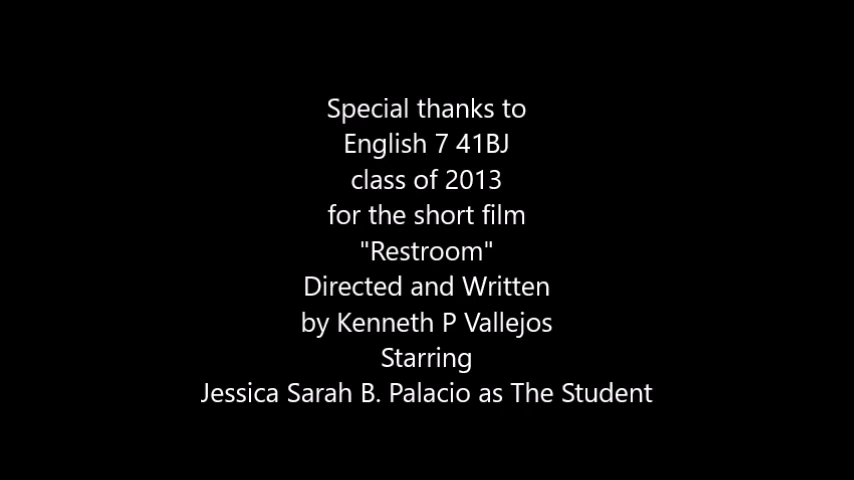 Special thanks to
English 7 41BJ
class of 2013
for the short film
"Restroom"
Directed and Written
by Kenneth P Vallejos
Starring
Jessica Sarah B. Palacio as The Student